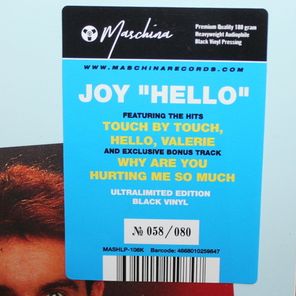 Maschina
Premium Quality 180 gram
Heavyweight Audiophile
Black Vinyl Pressing
WWW.MASCHINARECORDS.COM
JOY "HELLO"
FEATURING THE HITS
TOUCH BY TOUCH,
HELLO, VALERIE
AND EXCLUSIVE BONUS TRACK
WHY ARE YOU
HURTING ME SO MUCH
ULTRALIMITED EDITION
BLACK VINYL
№ 058 / 080
MASHLP-108K Barcode: 4668010259847